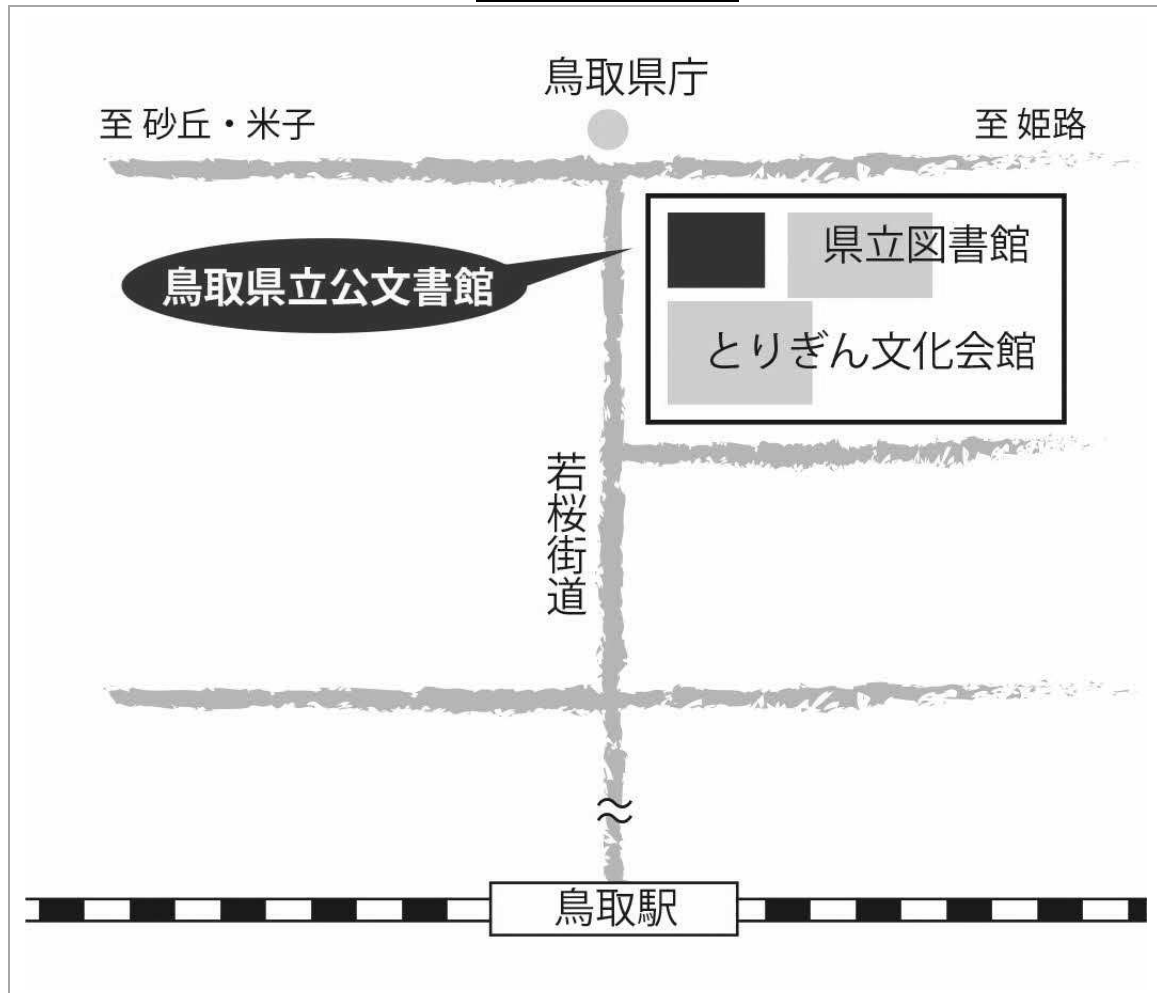 鳥取県庁
至 砂丘・米子
至 姫路
県立図書館
鳥取県立公文書館
とりぎん文化会館
若桜街道
鳥取駅